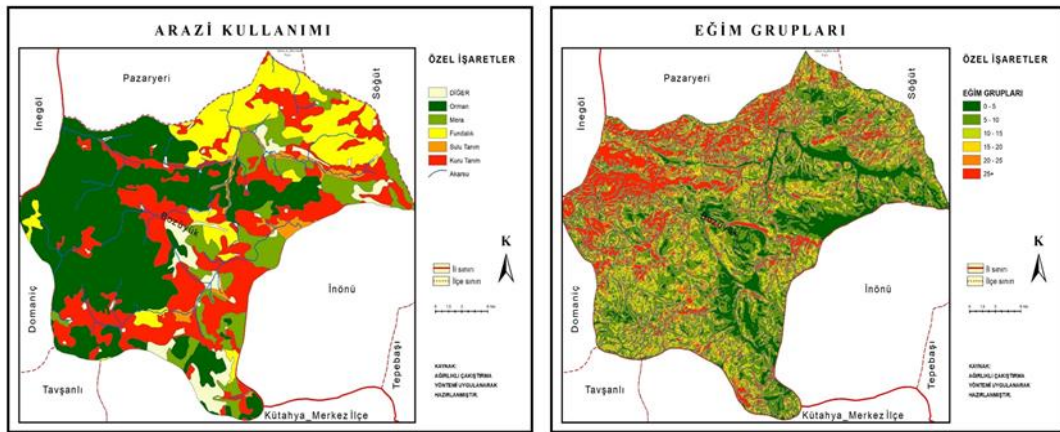 ARAZİ KULLANIMI
Pazaryeri
İnegöl
Söğüt
Bozüyük
Domaniç
İnönü
Tavşanlı
Tepebaşı
Kütahya_Merkez İlçe
ÖZEL İŞARETLER
DİĞER
Orman
Mera
Fundalık
Sulu Tarım
Kuru Tarım
Akarsu
K
İl sınırı
İlçe sınırı
KAYNAK:
AĞIRLIKLI ÇAKIŞTIRMA
YÖNTEMİ UYGULANARAK
HAZIRLANMIŞTIR.
EĞİM GRUPLARI
Pazaryeri
İnegöl
Söğüt
Domaniç
İnönü
Tavşanlı
Tepebaşı
Kütahya_Merkez İlçe
ÖZEL İŞARETLER
EĞİM GRUPLARI
0 - 5
5 - 10
10 - 15
15 - 20
20 - 25
25+
K
İl sınırı
İlçe sınırı
KAYNAK:
AĞIRLIKLI ÇAKIŞTIRMA
YÖNTEMİ UYGULANARAK
HAZIRLANMIŞTIR.